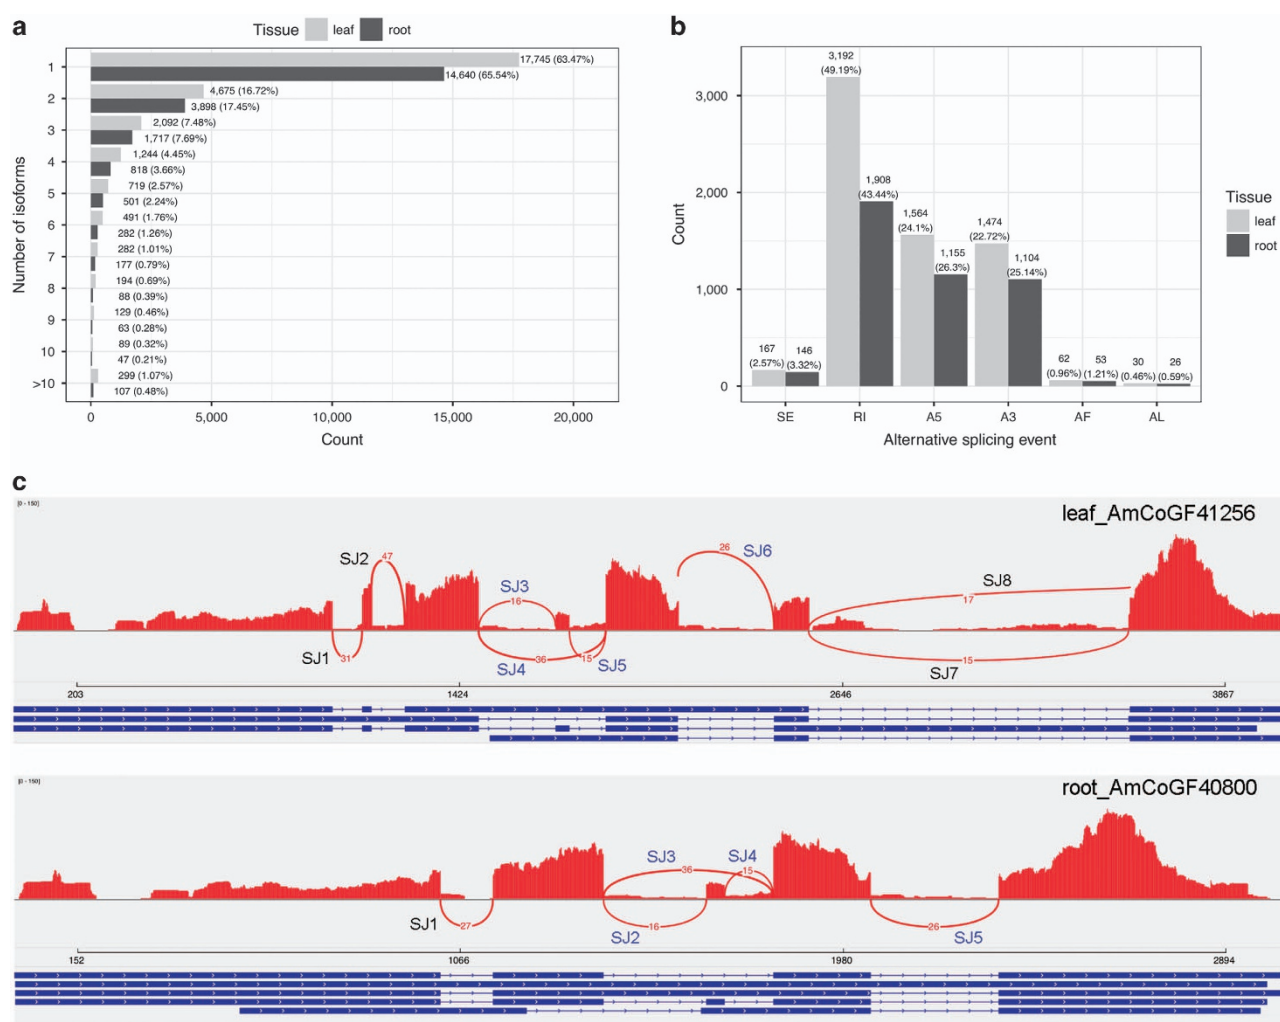 a
Tissue leaf root
Number of isoforms
1
17,745 (63.47%)
14,640 (65.54%)
2
4,675 (16.72%)
3,898 (17.45%)
3
2,092 (7.48%)
1,717 (7.69%)
4
1,244 (4.45%)
818 (3.66%)
5
719 (2.57%)
501 (2.24%)
6
491 (1.76%)
282 (1.26%)
7
282 (1.01%)
177 (0.79%)
8
194 (0.69%)
88 (0.39%)
9
129 (0.46%)
63 (0.28%)
10
89 (0.32%)
47 (0.21%)
>10
299 (1.07%)
107 (0.48%)
0 5,000 10,000 15,000 20,000
Count
b
Count
3,000
2,000
1,000
0
167
(2.57%)
146
(3.32%)
3,192
(49.19%)
1,908
(43.44%)
1,564
(24.1%)
1,155
(26.3%)
1,474
(22.72%)
1,104
(25.14%)
62
(0.96%)
53
(1.21%)
30
(0.46%)
26
(0.59%)
SE RI A5 A3 AF AL
Alternative splicing event
Tissue
leaf
root
c
[0 - 150]
leaf_AmCoGF41256
SJ2 47
SJ3
16
26 SJ6
SJ8
17
SJ1 31
SJ4 36
15 SJ5
15
SJ7
203 1424 2646 3867
[0 - 150]
root_AmCoGF40800
SJ3 SJ4
36 15
SJ1 27
16
SJ2
26
SJ5
152 1066 1980 2894